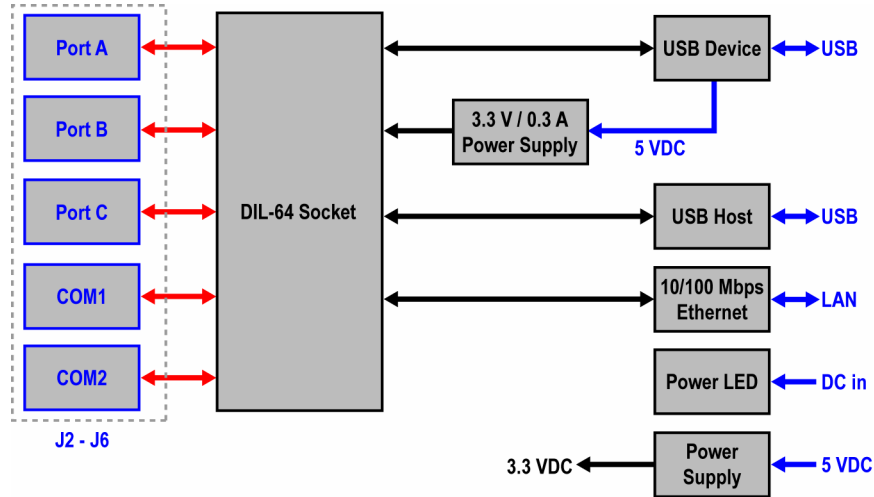 Port A
Port B
Port C
COM1
COM2
J2 - J6
DIL-64 Socket
USB Device
USB
3.3 V / 0.3 A
Power Supply
5 VDC
USB Host
USB
10/100 Mbps
Ethernet
LAN
Power LED
DC in
3.3 VDC
Power
Supply
5 VDC